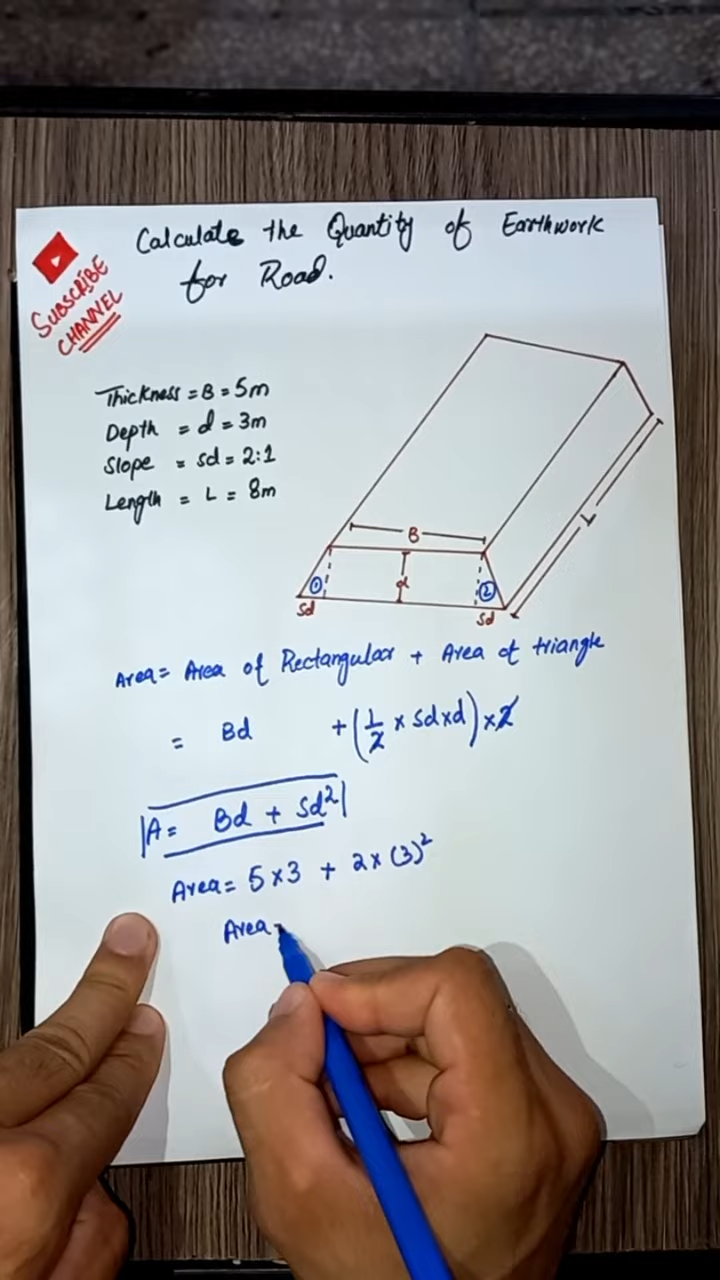 Calculate the Quantity of Earthwork
for Road.
SUBSCRIBE
CHANNEL
Thickness = B = 5m
Depth = d = 3m
Slope = sd = 2:1
Length = L = 8m
B
L
① d ②
Sd Sd
Area = Area of Rectangular + Area of triangle
= Bd + (1/2 × sd×d) ×2
A = Bd + Sd²
Area = 5×3 + 2×(3)²
Area =